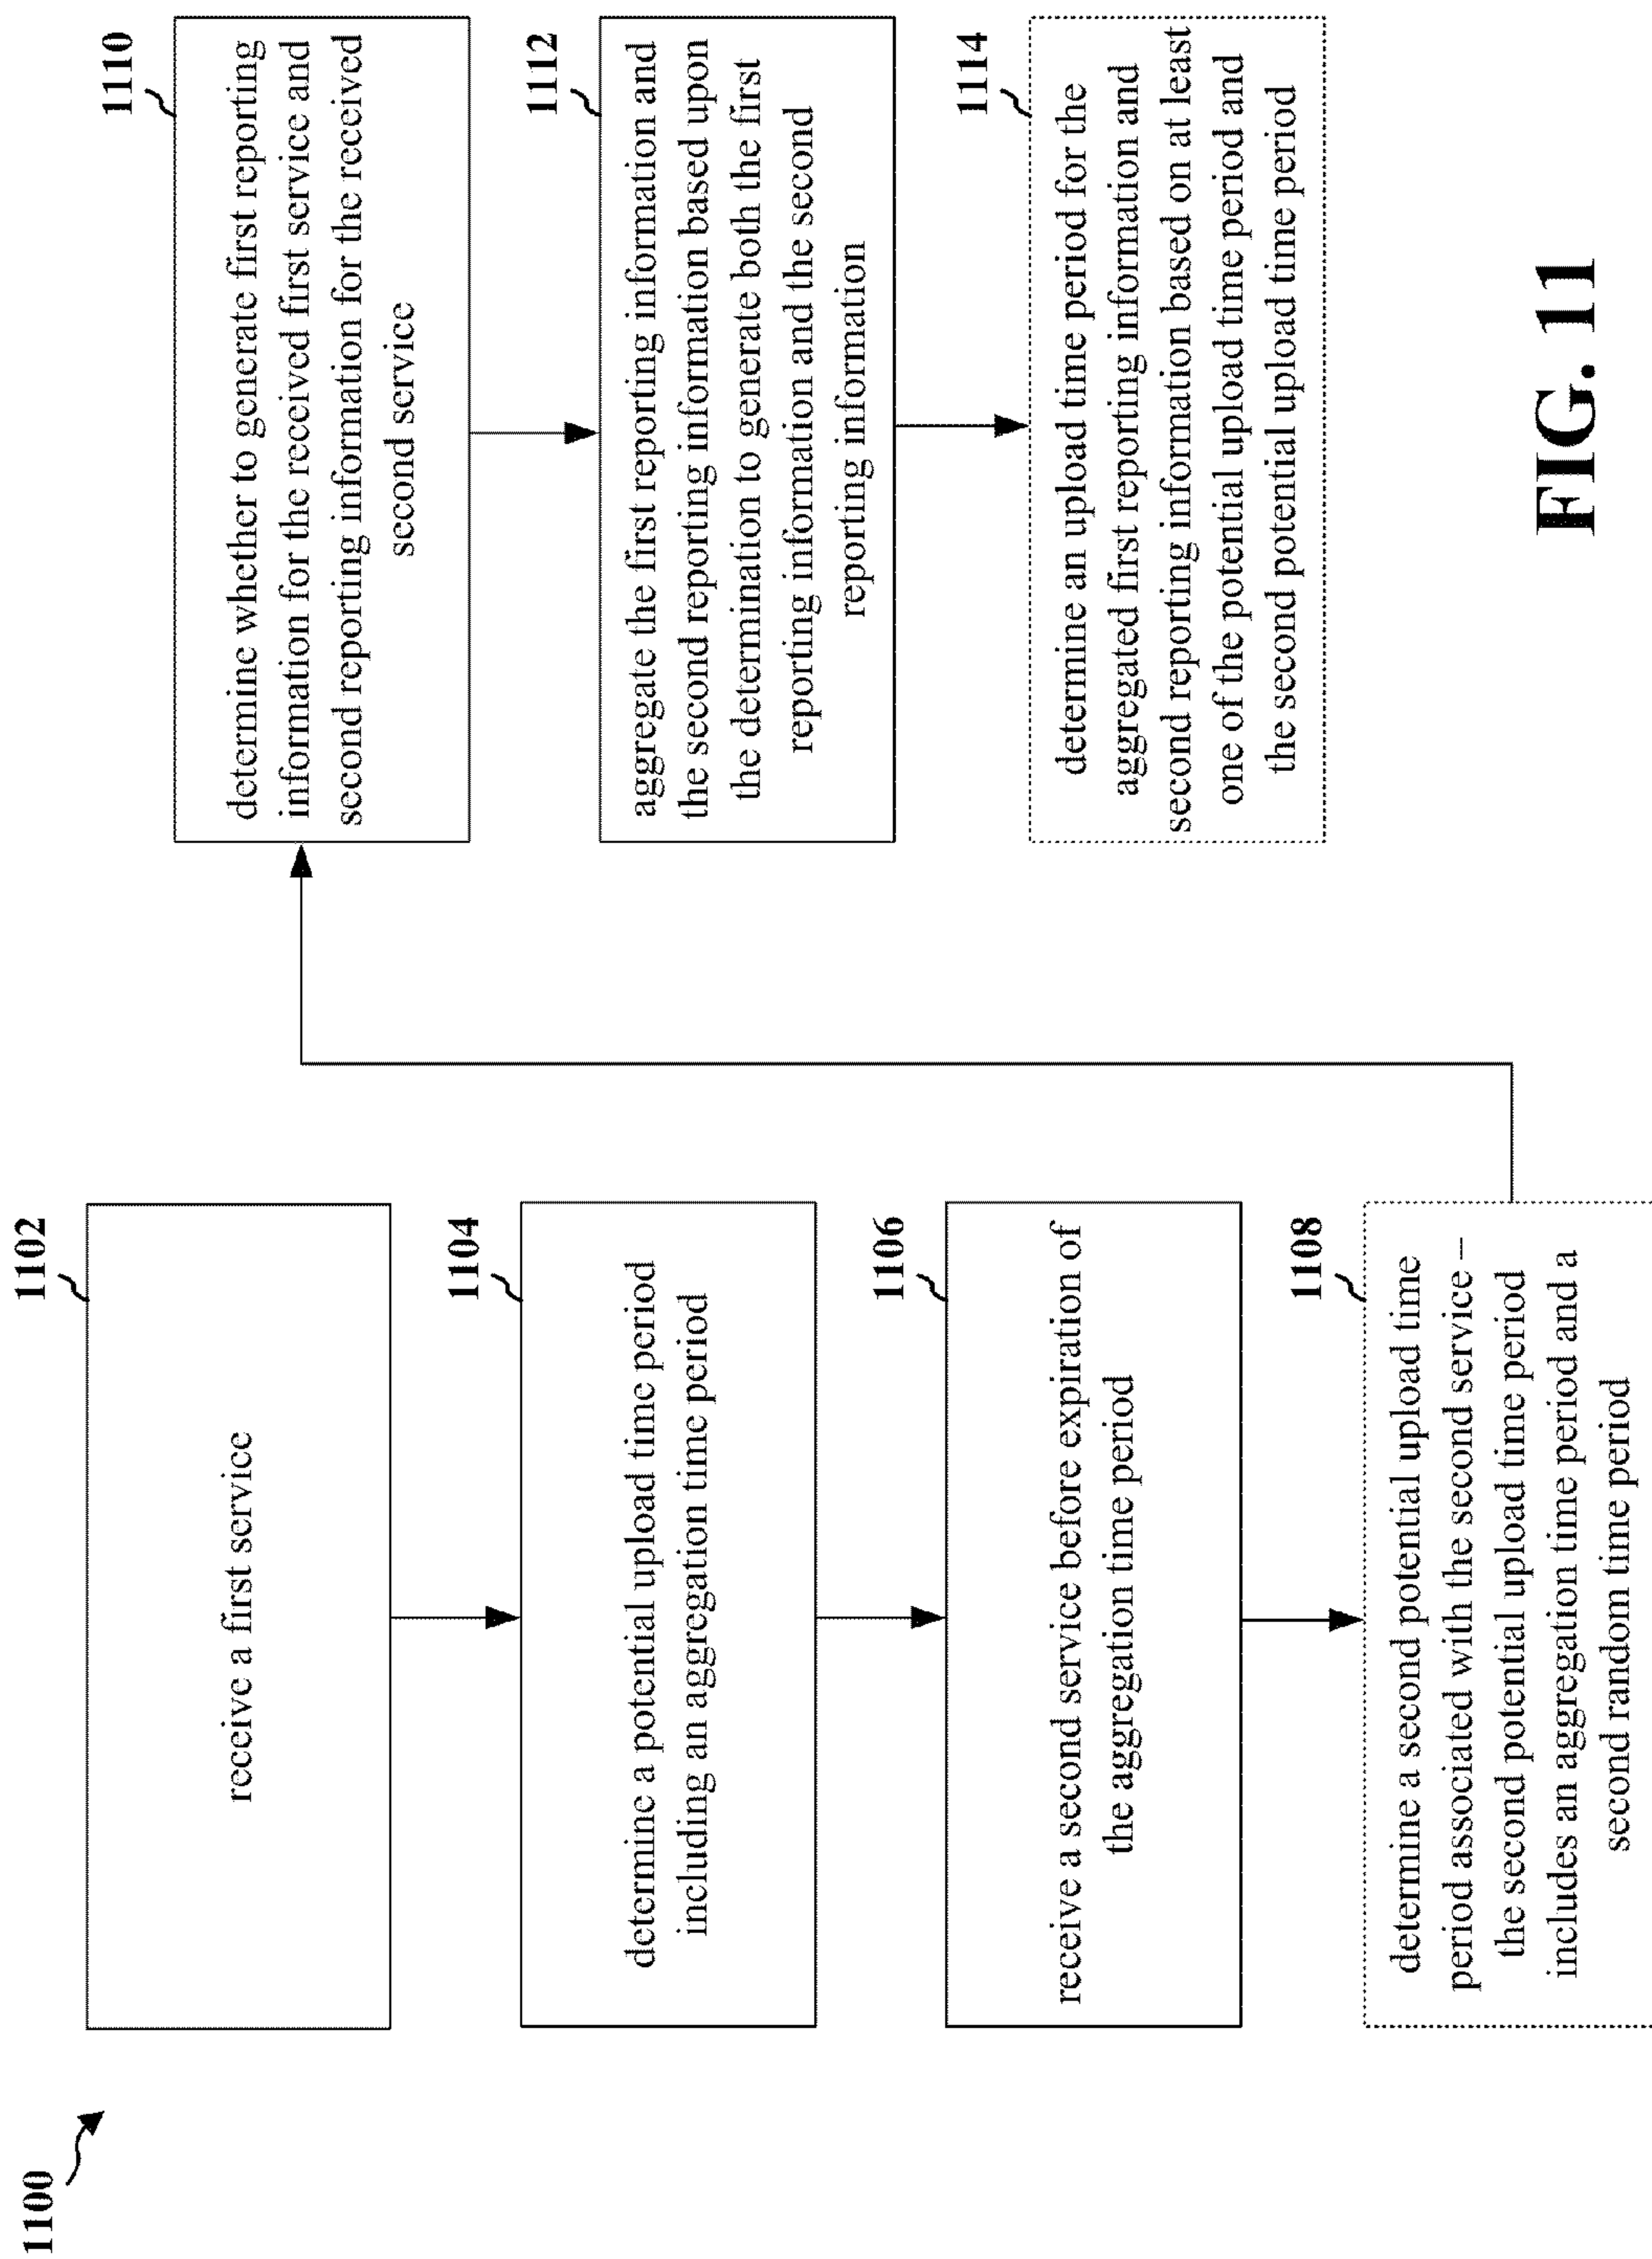 1100
1102
receive a first service
1104
determine a potential upload time period
including an aggregation time period
1106
receive a second service before expiration of
the aggregation time period
1108
determine a second potential upload time
period associated with the second service –
the second potential upload time period
includes an aggregation time period and a
second random time period
1110
determine whether to generate first reporting
information for the received first service and
second reporting information for the received
second service
1112
aggregate the first reporting information and
the second reporting information based upon
the determination to generate both the first
reporting information and the second
reporting information
1114
determine an upload time period for the
aggregated first reporting information and
second reporting information based on at least
one of the potential upload time period and
the second potential upload time period
FIG. 11